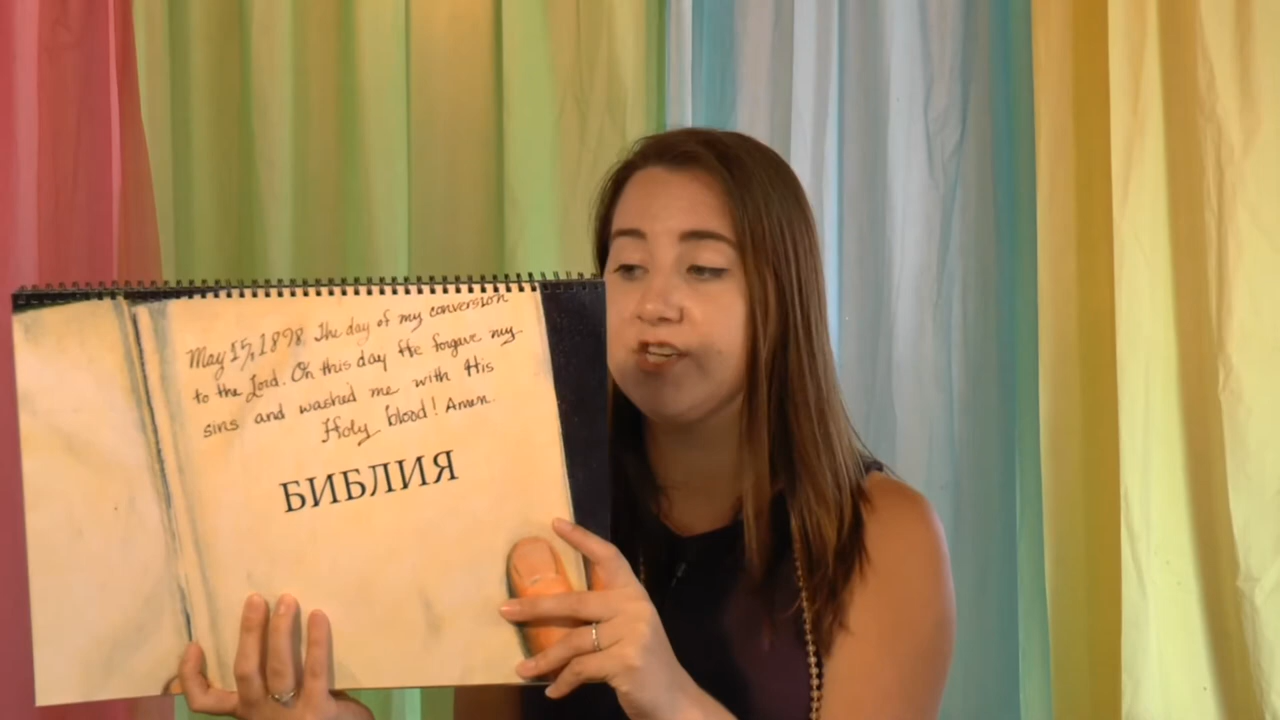 May 15, 1898 The day of my conversion
to the Lord. On this day He forgave my
sins and washed me with His
Holy blood! Amen.
БИБЛИЯ